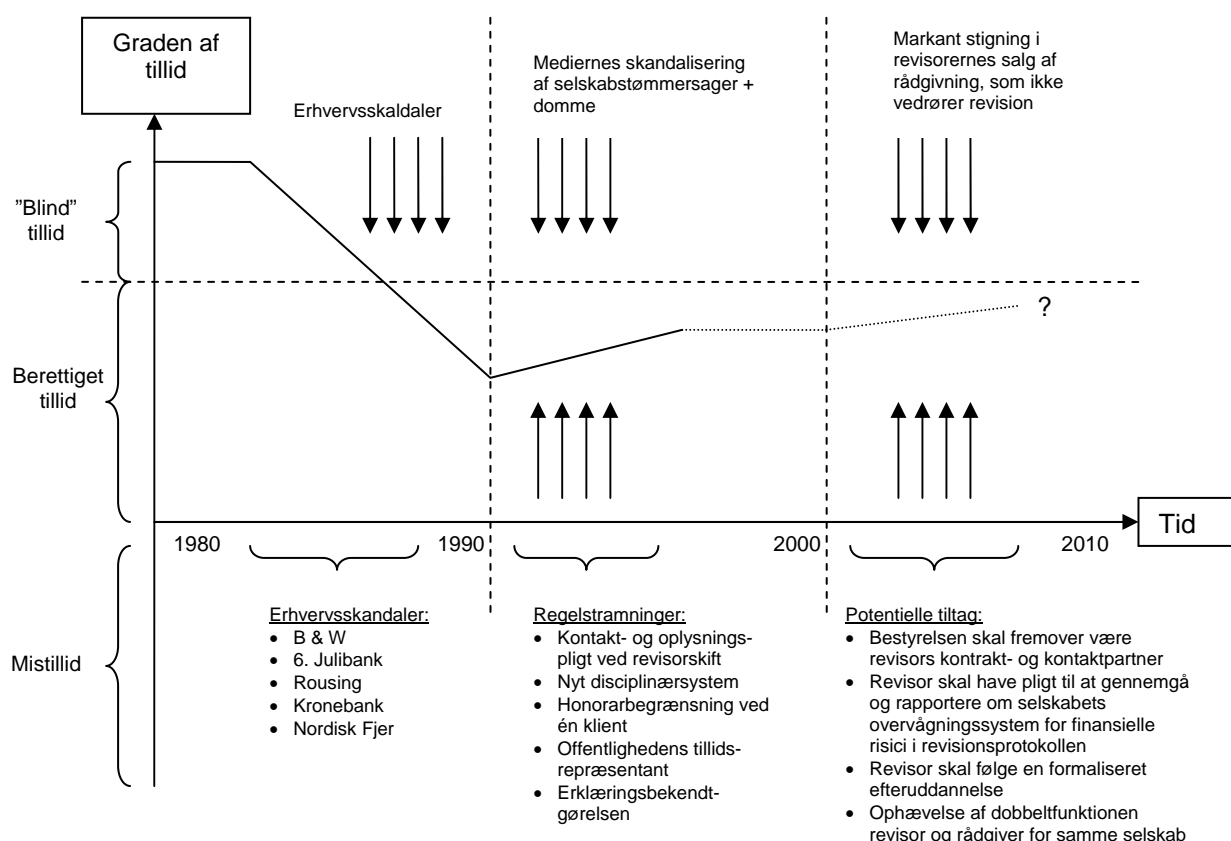 Graden af
tillid
Erhvervsskaldaler
Mediernes skandalisering
af selskabstømmersager +
domme
Markant stigning i
revisorernes salg af
rådgivning, som ikke
vedrører revision
”Blind”
tillid
?
Berettiget
tillid
Tid
1980
1990
2000
2010
Mistillid
Erhvervsskandaler:
• B & W
• 6. Julibank
• Rousing
• Kronebank
• Nordisk Fjer
Regelstramninger:
• Kontakt- og oplysnings-
pligt ved revisorskift
• Nyt disciplinærsystem
• Honorarbegrænsning ved
én klient
• Offentlighedens tillids-
repræsentant
• Erklæringsbekendt-
gørelsen
Potentielle tiltag:
• Bestyrelsen skal fremover være
revisors kontrakt- og kontaktpartner
• Revisor skal have pligt til at gennemgå
og rapportere om selskabets
overvågningssystem for finansielle
risici i revisionsprotokollen
• Revisor skal følge en formaliseret
efteruddannelse
• Ophævelse af dobbeltfunktionen
revisor og rådgiver for samme selskab